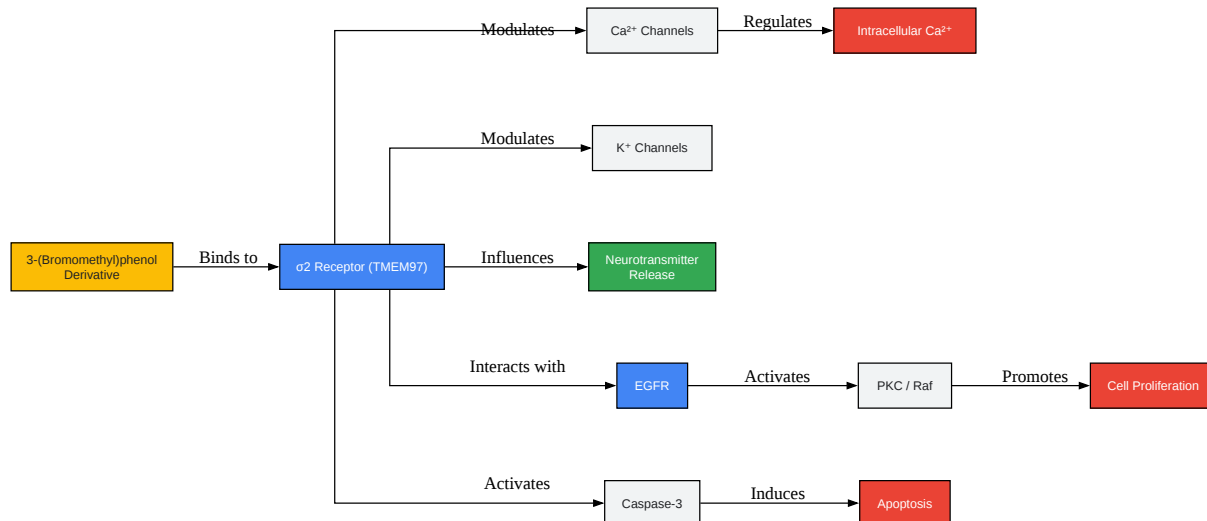 Modulates
Ca²⁺ Channels
Regulates
Intracellular Ca²⁺
Modulates
K⁺ Channels
3-(Bromomethyl)phenol
Derivative
Binds to
σ2 Receptor (TMEM97)
Influences
Neurotransmitter
Release
Interacts with
EGFR
Activates
PKC / Raf
Promotes
Cell Proliferation
Activates
Caspase-3
Induces
Apoptosis